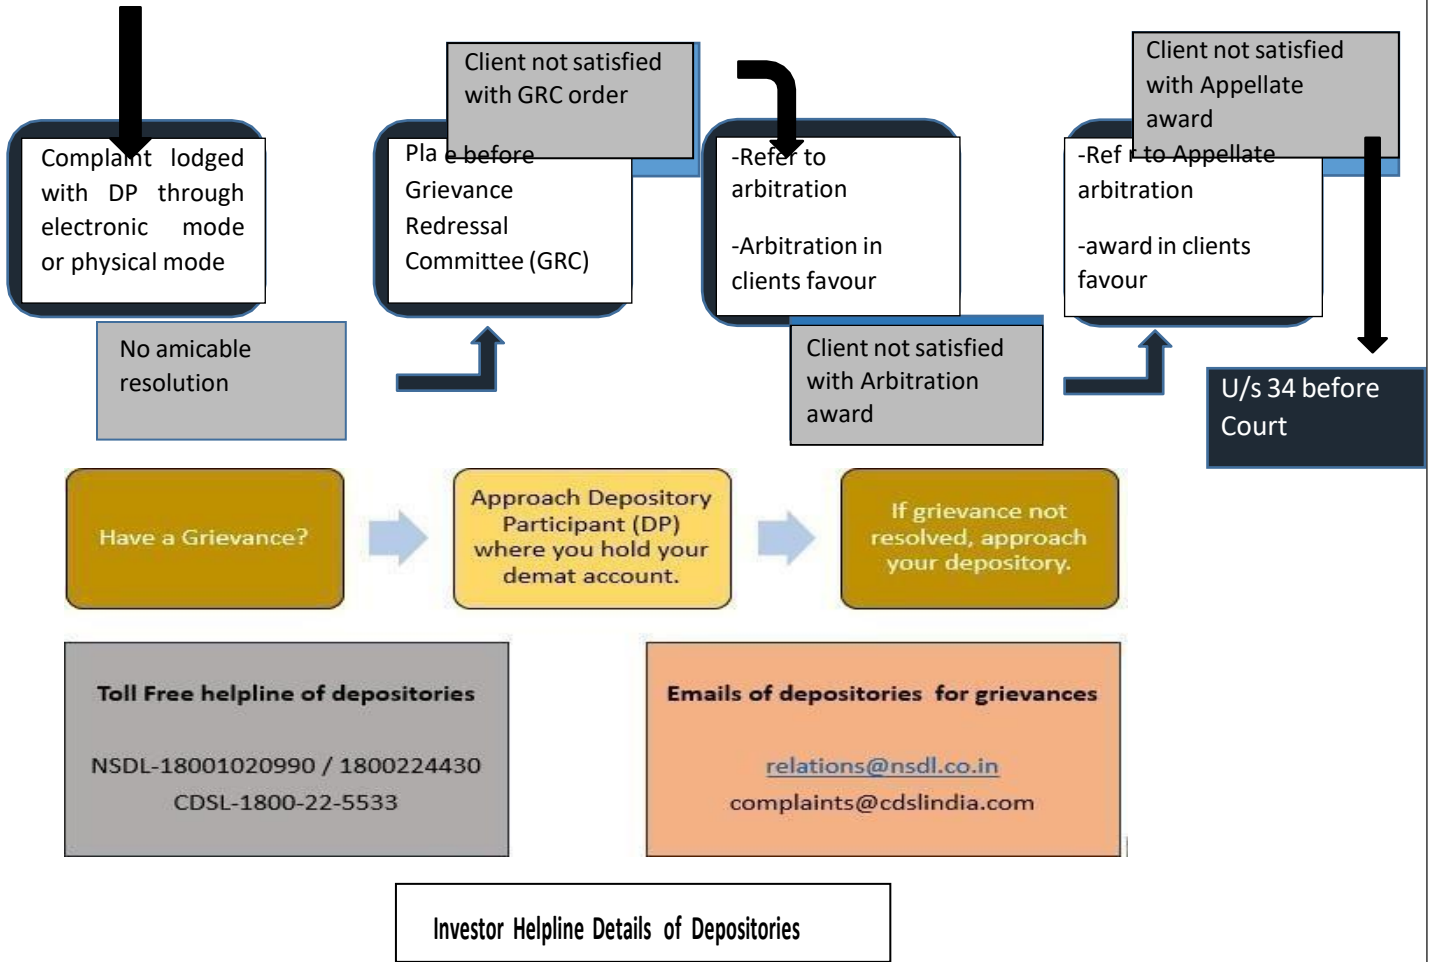 Complaint lodged
with DP through
electronic mode
or physical mode
No amicable
resolution
Client not satisfied
with GRC order
Pla e before
Grievance
Redressal
Committee (GRC)
-Refer to
arbitration
-Arbitration in
clients favour
Client not satisfied
with Arbitration
award
Client not satisfied
with Appellate
award
-Ref r to Appellate
arbitration
-award in clients
favour
U/s 34 before
Court
Have a Grievance?
Approach Depository
Participant (DP)
where you hold your
demat account.
If grievance not
resolved, approach
your depository.
Toll Free helpline of depositories
NSDL-18001020990 / 1800224430
CDSL-1800-22-5533
Emails of depositories for grievances
relations@nsdl.co.in
complaints@cdslindia.com
Investor Helpline Details of Depositories